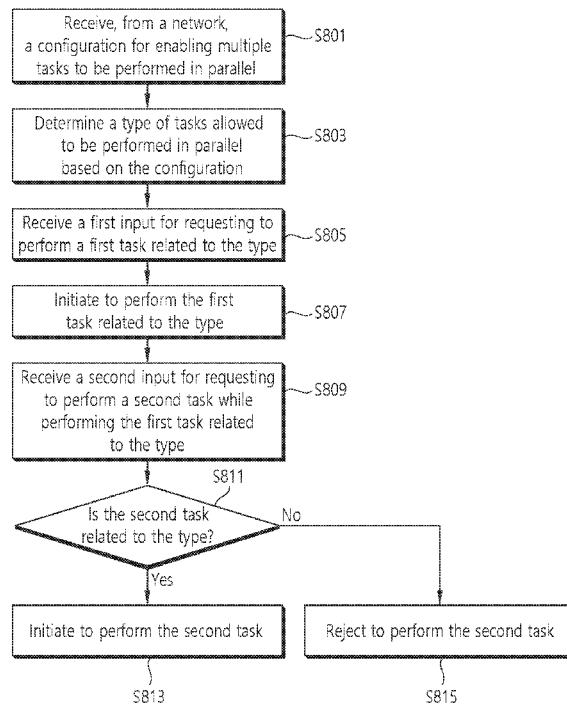 Receive, from a network,
a configuration for enabling multiple
tasks to be performed in parallel
S801
Determine a type of tasks allowed
to be performed in parallel
based on the configuration
S803
Receive a first input for requesting to
perform a first task related to the type
S805
Initiate to perform the first
task related to the type
S807
Receive a second input for requesting
to perform a second task while
performing the first task related
to the type
S809
S811
Is the second task
related to the type?
No
Yes
Initiate to perform the second task
Reject to perform the second task
S813
S815